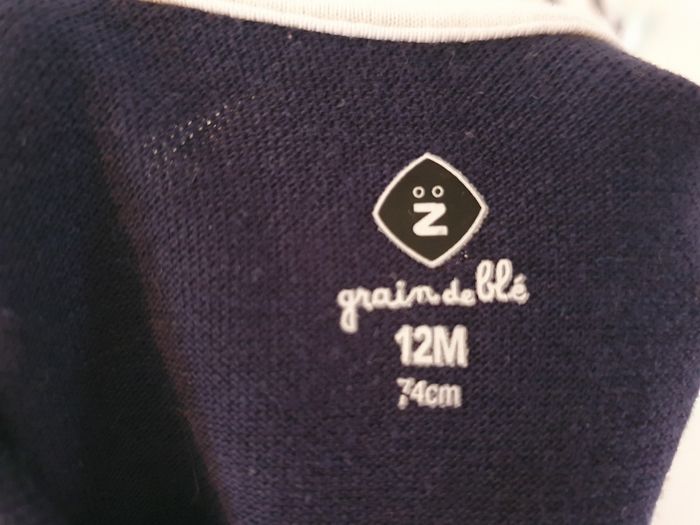 Z
grain de blé
12M
74cm